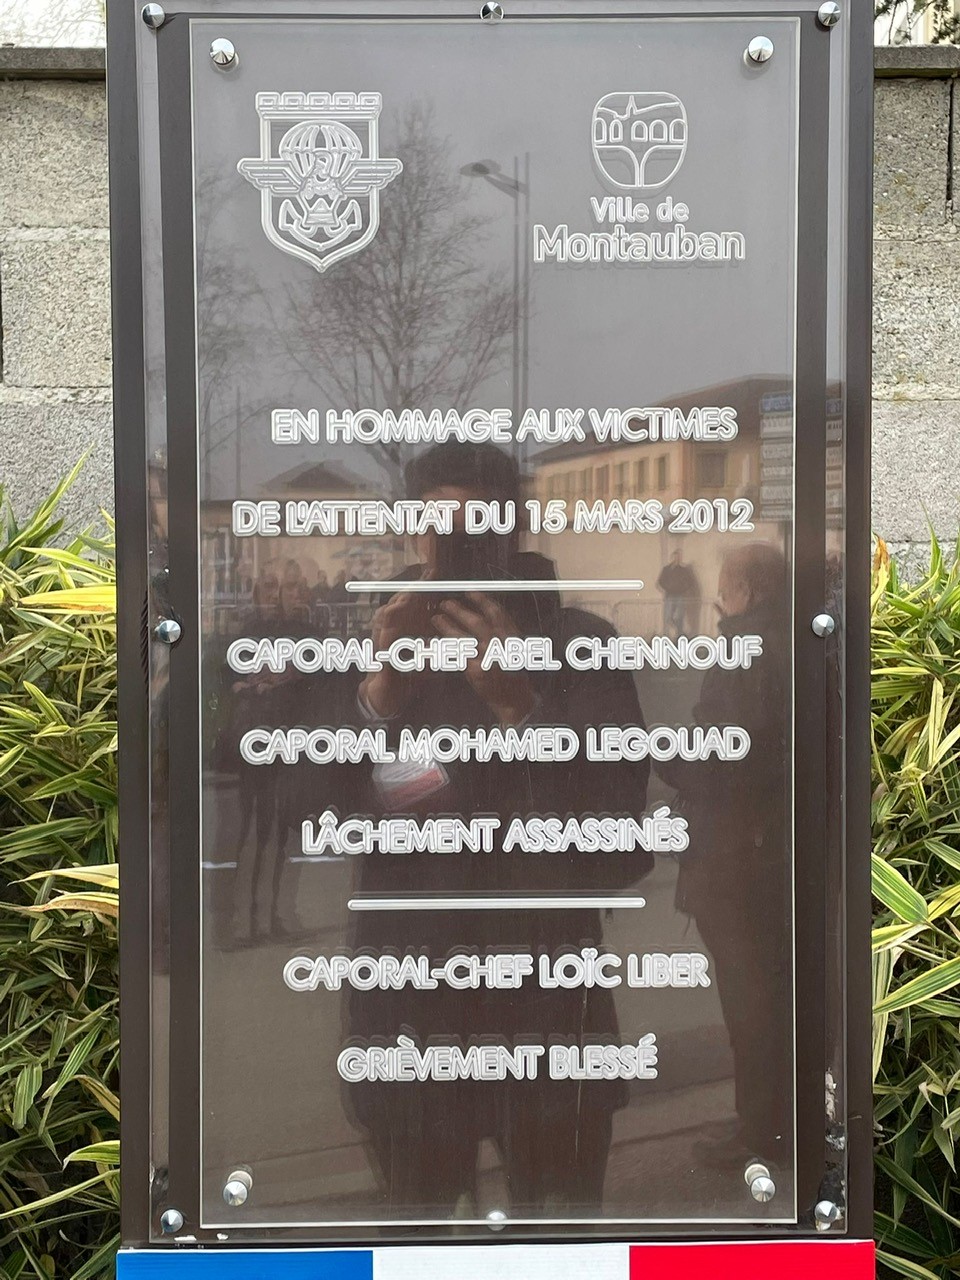 Ville de
Montauban
EN HOMMAGE AUX VICTIMES
DE L'ATTENTAT DU 15 MARS 2012
CAPORAL-CHEF ABEL CHENNOUF
CAPORAL MOHAMED LEGOUAD
LÂCHEMENT ASSASSINÉS
CAPORAL-CHEF LOÏC LIBER
GRIÈVEMENT BLESSÉ